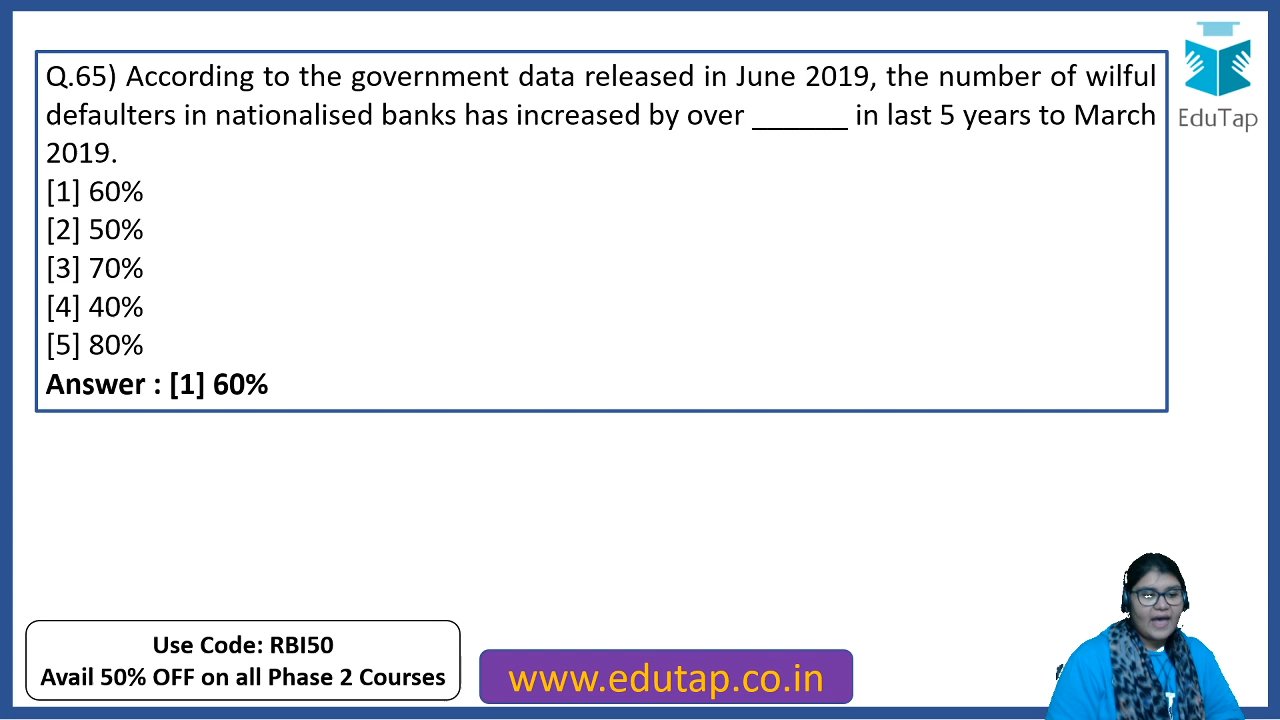 Q.65) According to the government data released in June 2019, the number of wilful
defaulters in nationalised banks has increased by over ______ in last 5 years to March
2019.
[1] 60%
[2] 50%
[3] 70%
[4] 40%
[5] 80%
Answer : [1] 60%
EduTap
Use Code: RBI50
Avail 50% OFF on all Phase 2 Courses
www.edutap.co.in